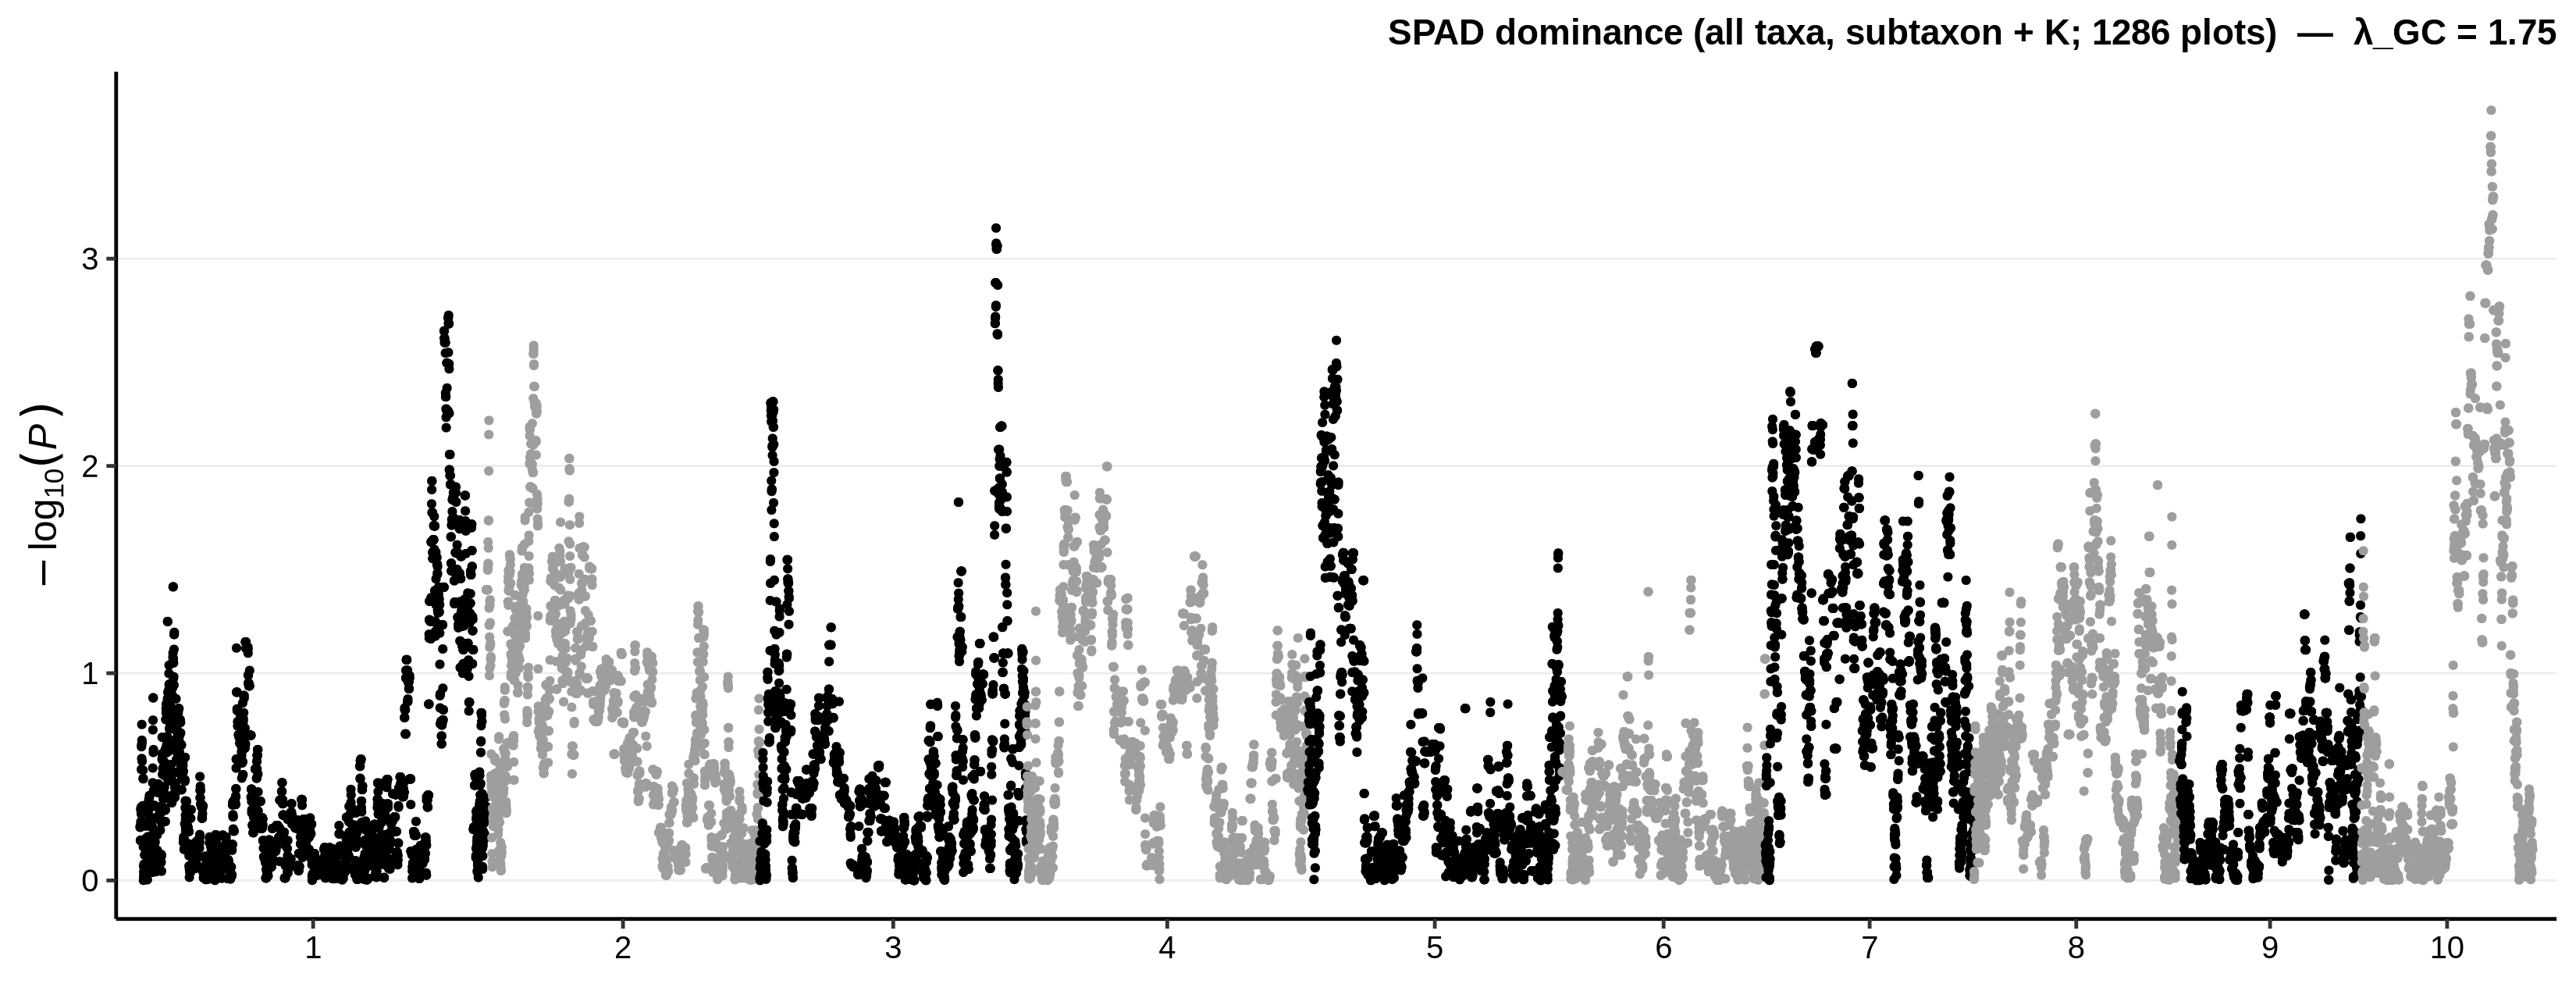 SPAD dominance (all taxa, subtaxon + K; 1286 plots) — λ_GC = 1.75
− log10(P)
3
2
1
0
1 2 3 4 5 6 7 8 9 10